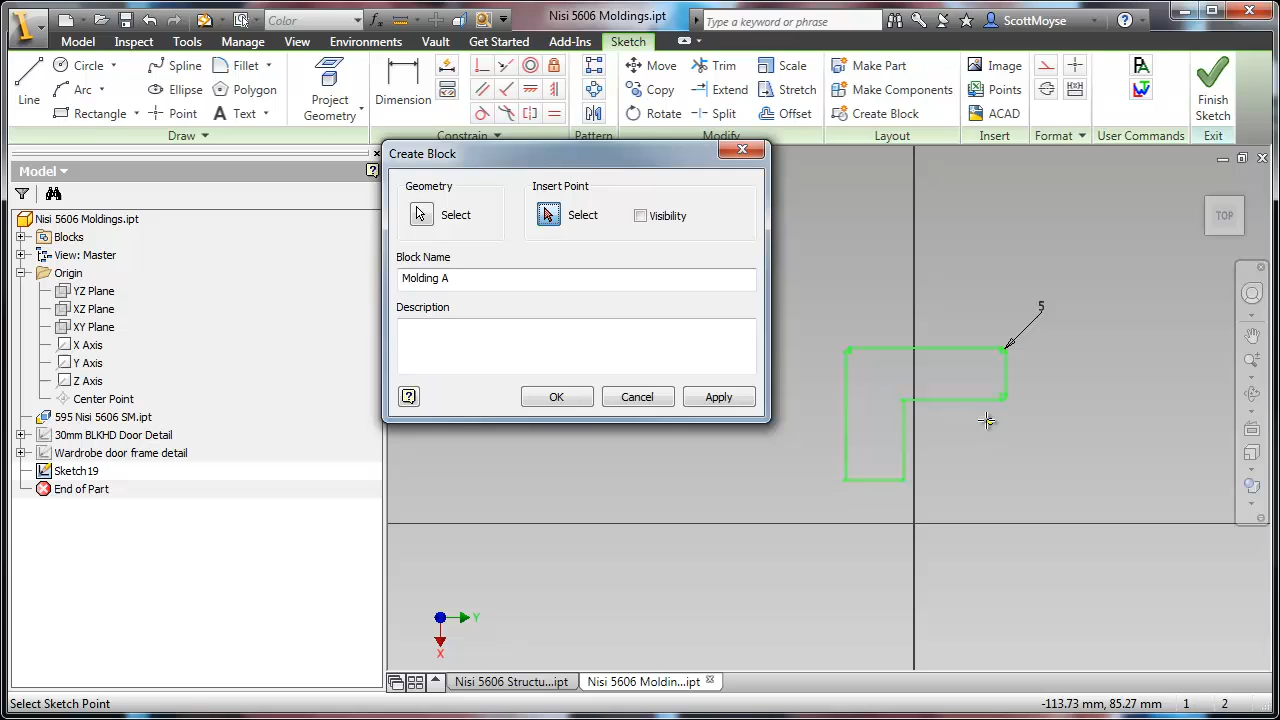 Color
Nisi 5606 Moldings.ipt
Type a keyword or phrase
ScottMoyse
Model
Inspect
Tools
Manage
View
Environments
Vault
Get Started
Add-Ins
Sketch
Line
Circle
Arc
Rectangle
Spline
Ellipse
Point
Fillet
Polygon
Text
Project
Geometry
Dimension
Move
Copy
Rotate
Trim
Extend
Split
Scale
Stretch
Offset
Make Part
Make Components
Create Block
Image
Points
ACAD
Finish
Sketch
Draw
Constrain
Pattern
Modify
Layout
Insert
Format
User Commands
Exit
Model
Nisi 5606 Moldings.ipt
Blocks
View: Master
Origin
YZ Plane
XZ Plane
XY Plane
X Axis
Y Axis
Z Axis
Center Point
595 Nisi 5606 SM.ipt
30mm BLKHD Door Detail
Wardrobe door frame detail
Sketch19
End of Part
Create Block
Geometry
Select
Insert Point
Select
Visibility
Block Name
Molding A
Description
OK
Cancel
Apply
TOP
5
Y
X
Nisi 5606 Structu...ipt
Nisi 5606 Moldin...ipt
Select Sketch Point
-113.73 mm, 85.27 mm
1
2